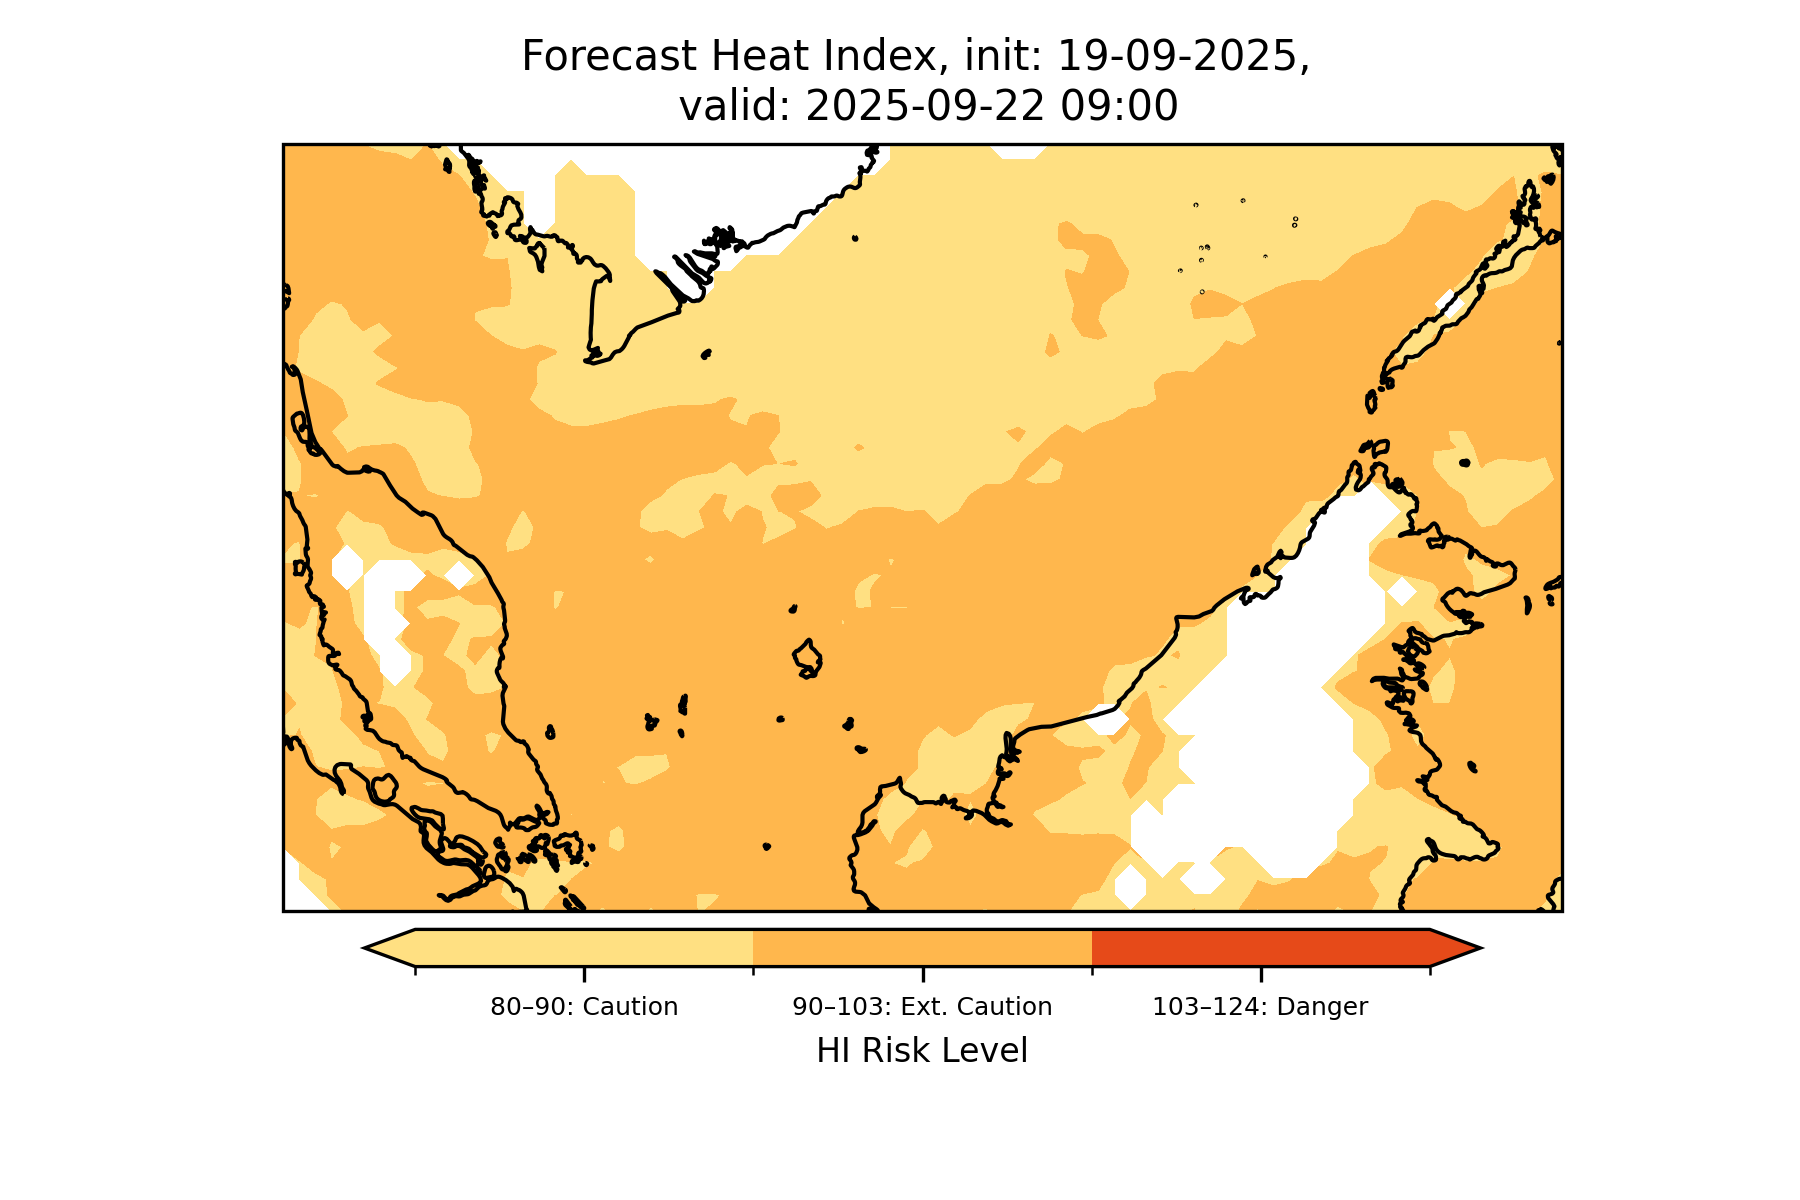 Forecast Heat Index, init: 19-09-2025,
valid: 2025-09-22 09:00
80–90: Caution
90–103: Ext. Caution
103–124: Danger
HI Risk Level